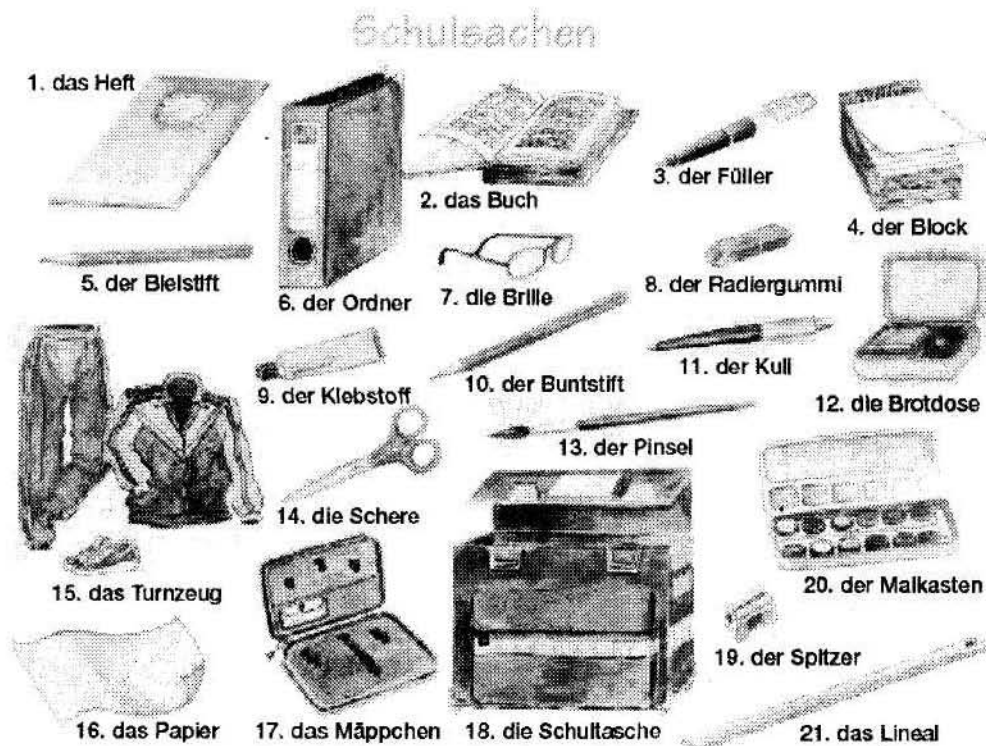 Schulsachen
1. das Heft
2. das Buch
3. der Füller
4. der Block
5. der Bleistift
6. der Ordner
7. die Brille
8. der Radiergummi
9. der Klebstoff
10. der Buntstift
11. der Kuli
12. die Brotdose
13. der Pinsel
14. die Schere
15. das Turnzeug
16. das Papier
17. das Mäppchen
18. die Schultasche
19. der Spitzer
20. der Malkasten
21. das Lineal